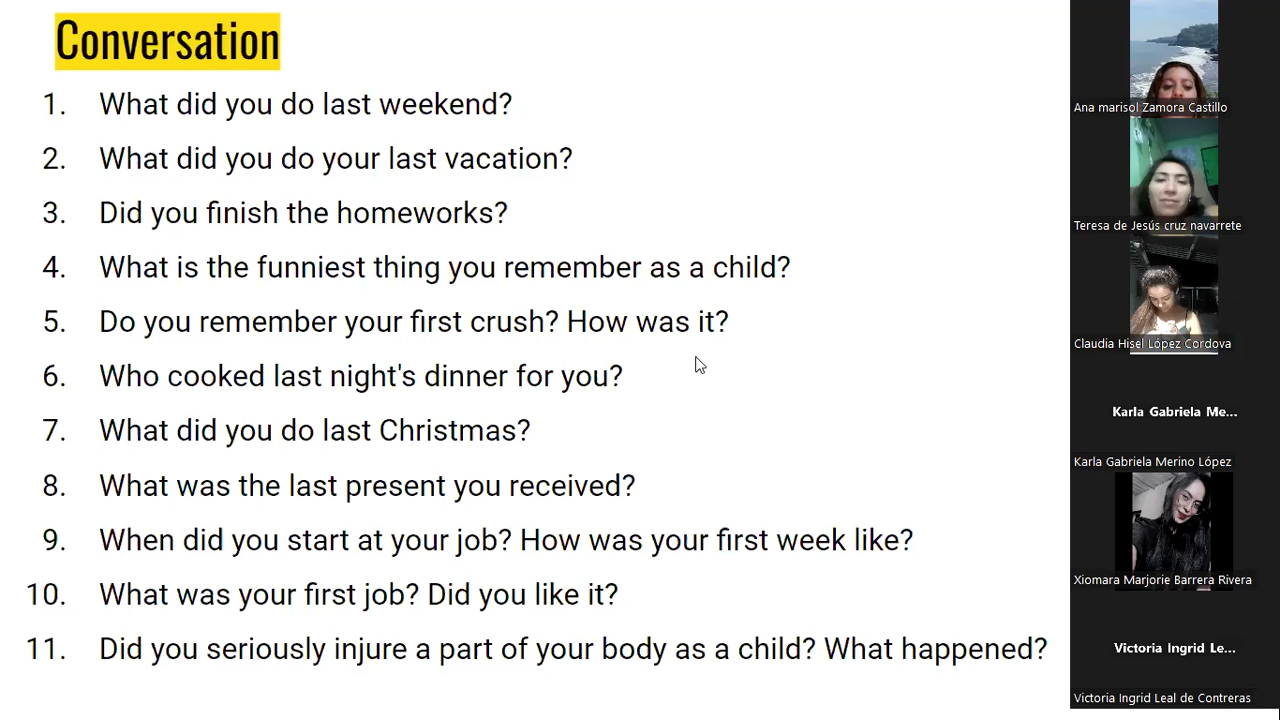 Conversation
1. What did you do last weekend?
2. What did you do your last vacation?
3. Did you finish the homeworks?
4. What is the funniest thing you remember as a child?
5. Do you remember your first crush? How was it?
6. Who cooked last night's dinner for you?
7. What did you do last Christmas?
8. What was the last present you received?
9. When did you start at your job? How was your first week like?
10. What was your first job? Did you like it?
11. Did you seriously injure a part of your body as a child? What happened?
Ana marisol Zamora Castillo
Teresa de Jesús cruz navarrete
Claudia Hisel López Cordova
Karla Gabriela Me...
Karla Gabriela Merino López
Xiomara Marjorie Barrera Rivera
Victoria Ingrid Le...
Victoria Ingrid Leal de Contreras